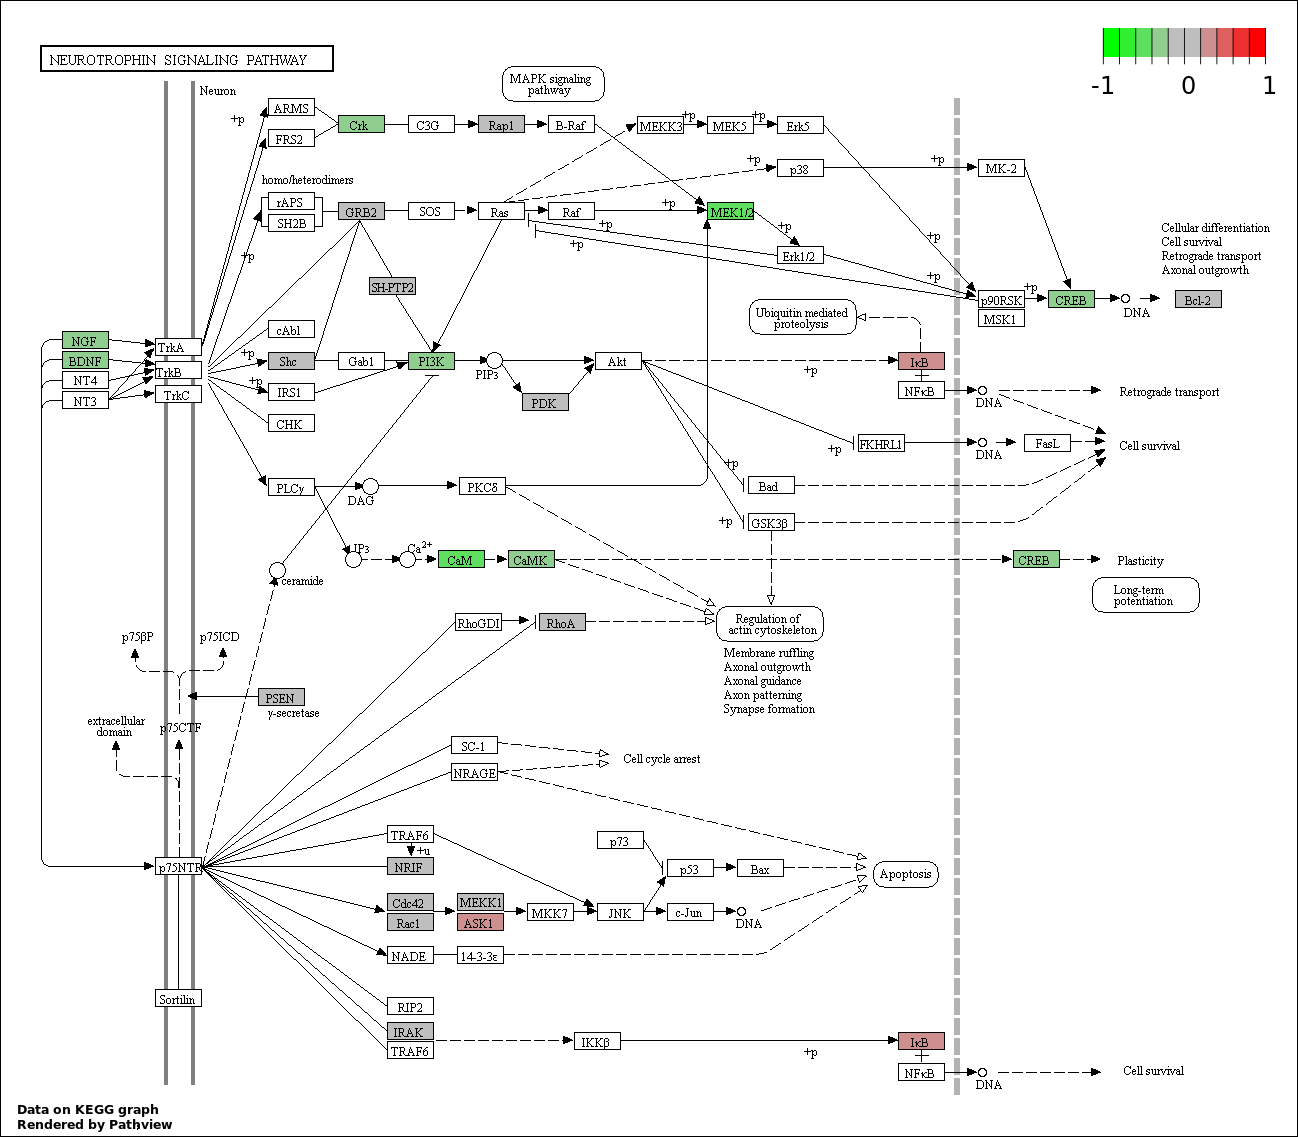 NEUROTROPHIN SIGNALING PATHWAY
-1 0 1
Neuron
MAPK signaling
pathway
ARMS
+p
FRS2
Crk
C3G
Rap1
B-Raf
MEKK3
+p
MEK5
+p
Erk5
+p
p38
+p
MK-2
homo/heterodimers
rAPS
SH2B
+p
GRB2
SOS
Ras
Raf
+p
MEK1/2
+p
+p
+p
Erk1/2
+p
+p
Cellular differentiation
Cell survival
Retrograde transport
Axonal outgrowth
SH-PTP2
p90RSK
+p
MSK1
CREB
DNA
Bcl-2
Ubiquitin mediated
proteolysis
NGF
BDNF
NT4
NT3
TrkA
TrkB
TrkC
cAbl
+p
Shc
Gab1
PI3K
PIP3
Akt
+p
IκB
+p
IRS1
PDK
NFκB
DNA
Retrograde transport
CHK
FKHRL1
+p
DNA
FasL
Cell survival
PLCγ
DAG
PKCδ
+p
Bad
+p
GSK3β
IP3
Ca2+
CaM
CaMK
CREB
Plasticity
ceramide
Long-term
potentiation
RhoGDI
RhoA
Regulation of
actin cytoskeleton
Membrane ruffling
Axonal outgrowth
Axonal guidance
Axon patterning
Synapse formation
p75βP
p75ICD
PSEN
γ-secretase
extracellular
domain
p75CTF
SC-1
NRAGE
Cell cycle arrest
TRAF6
+u
NRIF
p73
p53
Bax
Apoptosis
p75NTR
Cdc42
Rac1
MEKK1
ASK1
MKK7
JNK
c-Jun
DNA
NADE
14-3-3ε
Sortilin
RIP2
IRAK
TRAF6
IKKβ
+p
IκB
NFκB
DNA
Cell survival
Data on KEGG graph
Rendered by Pathview